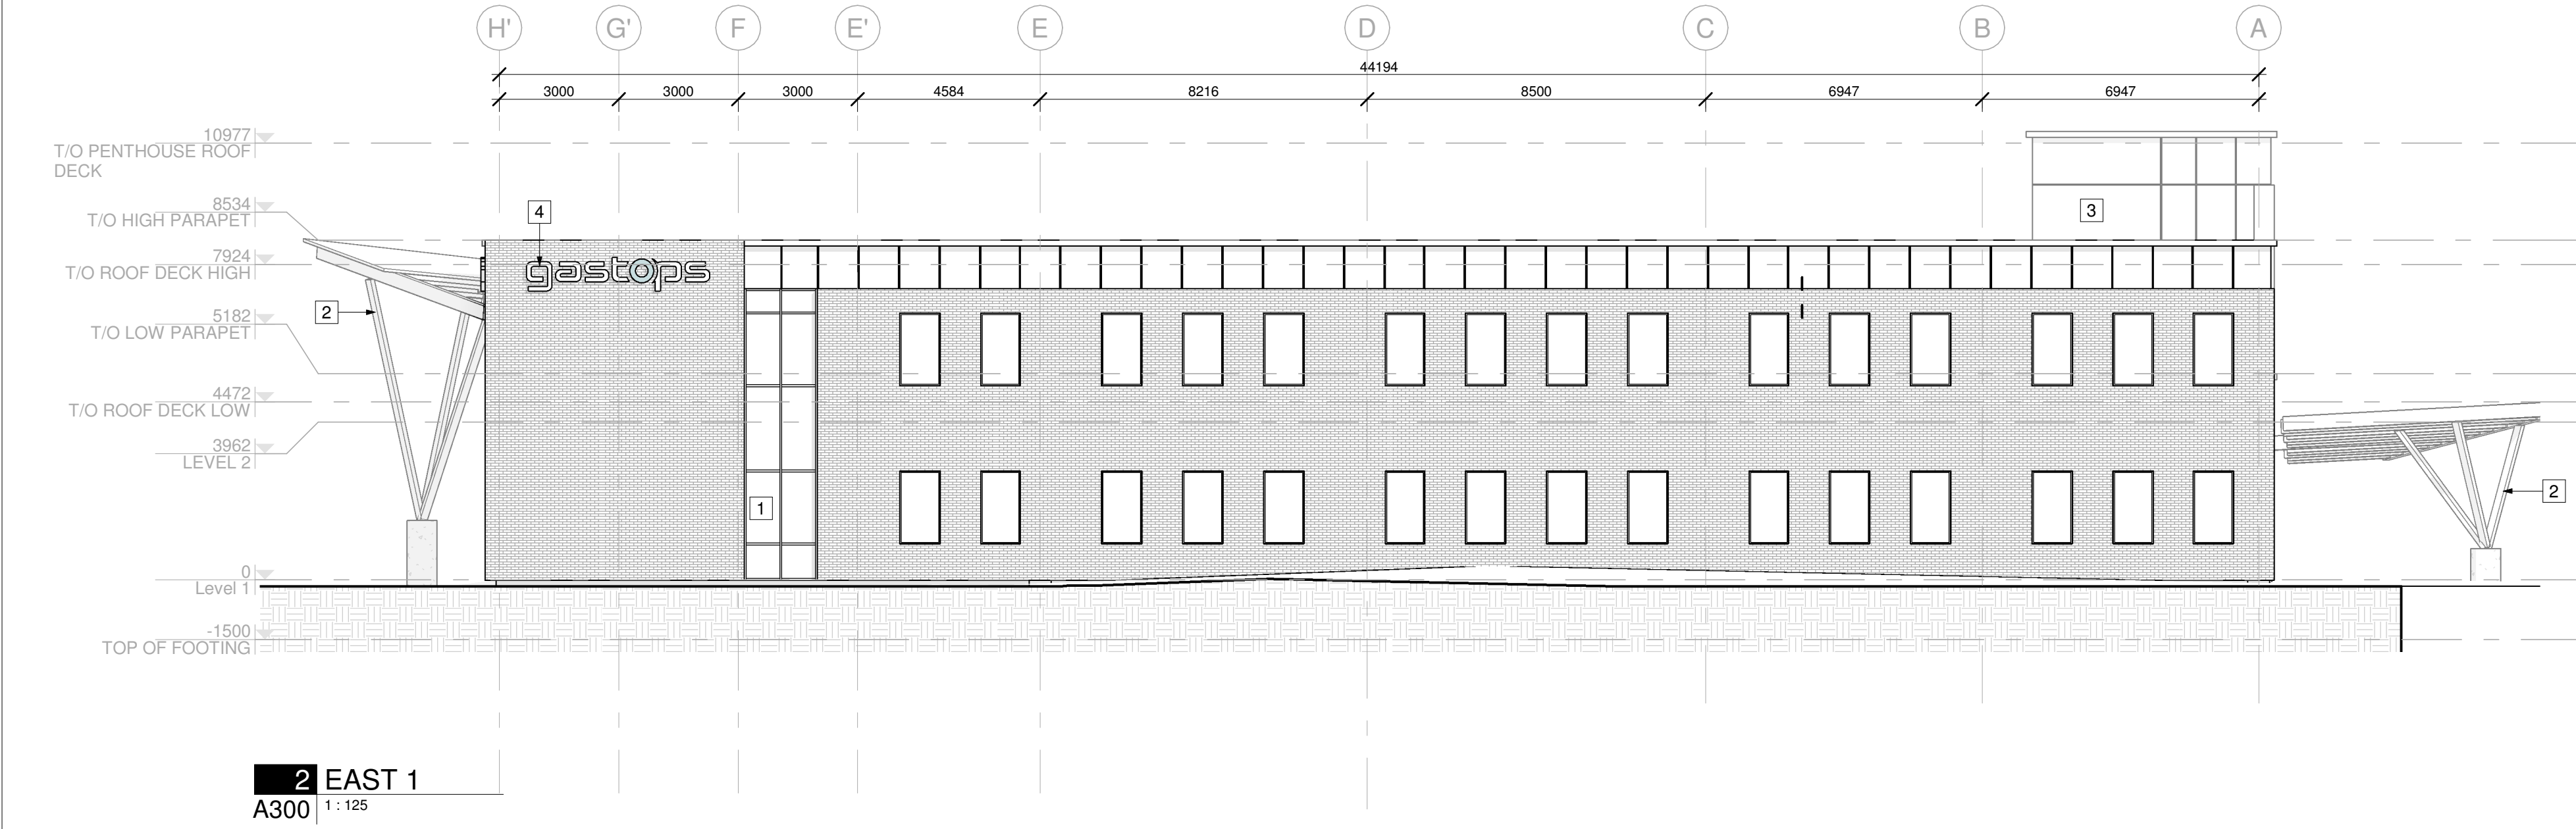 H' G' F E' E D C B A
44194
3000 3000 3000 4584 8216 8500 6947 6947
10977
T/O PENTHOUSE ROOF
DECK
8534
T/O HIGH PARAPET
4
3
7924
T/O ROOF DECK HIGH
gastops
2
5182
T/O LOW PARAPET
4472
T/O ROOF DECK LOW
3962
LEVEL 2
1
2
0
Level 1
-1500
TOP OF FOOTING
2 EAST 1
A300 1 : 125